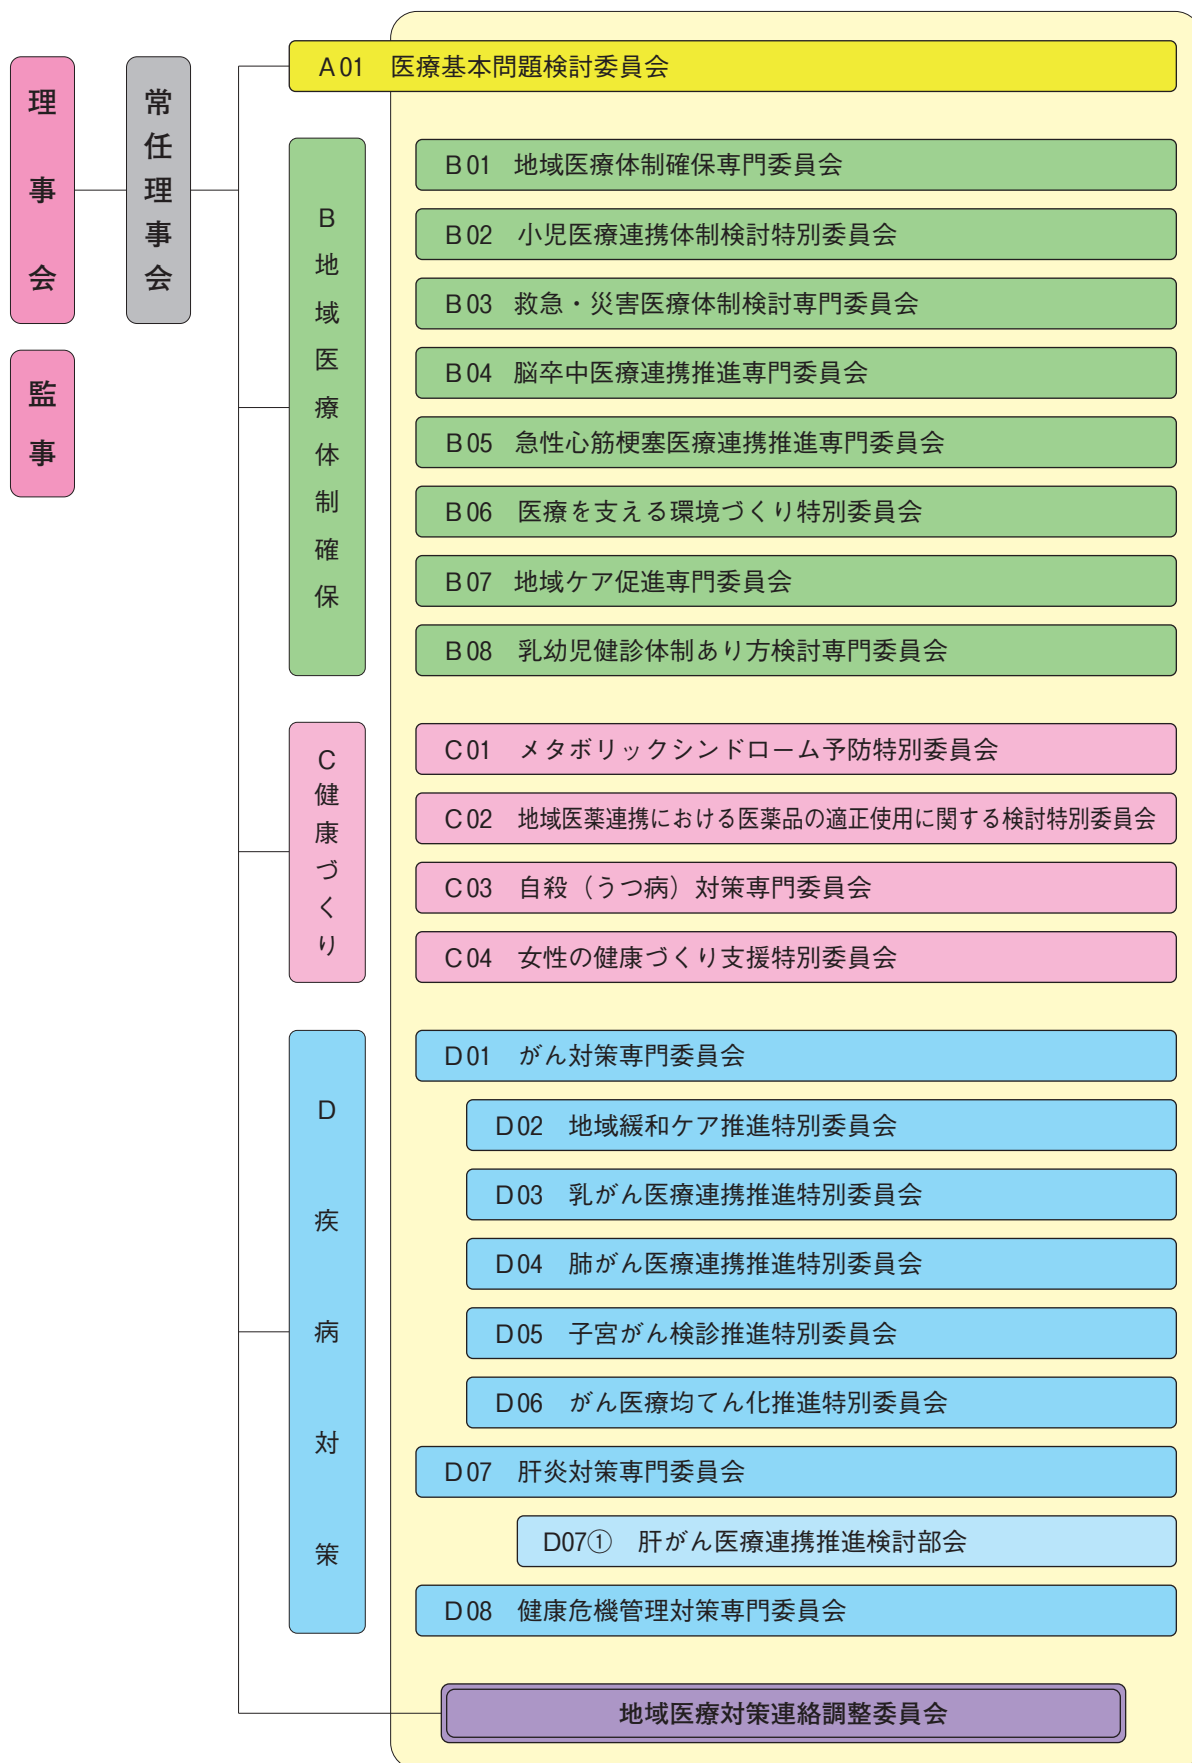 理事会
監事
常任理事会
A01 医療基本問題検討委員会
B地域医療体制確保
B01 地域医療体制確保専門委員会
B02 小児医療連携体制検討特別委員会
B03 救急・災害医療体制検討専門委員会
B04 脳卒中医療連携推進専門委員会
B05 急性心筋梗塞医療連携推進専門委員会
B06 医療を支える環境づくり特別委員会
B07 地域ケア促進専門委員会
B08 乳幼児健診体制あり方検討専門委員会
C健康づくり
C01 メタボリックシンドローム予防特別委員会
C02 地域医薬連携における医薬品の適正使用に関する検討特別委員会
C03 自殺（うつ病）対策専門委員会
C04 女性の健康づくり支援特別委員会
D疾病対策
D01 がん対策専門委員会
D02 地域緩和ケア推進特別委員会
D03 乳がん医療連携推進特別委員会
D04 肺がん医療連携推進特別委員会
D05 子宮がん検診推進特別委員会
D06 がん医療均てん化推進特別委員会
D07 肝炎対策専門委員会
D07① 肝がん医療連携推進検討部会
D08 健康危機管理対策専門委員会
地域医療対策連絡調整委員会